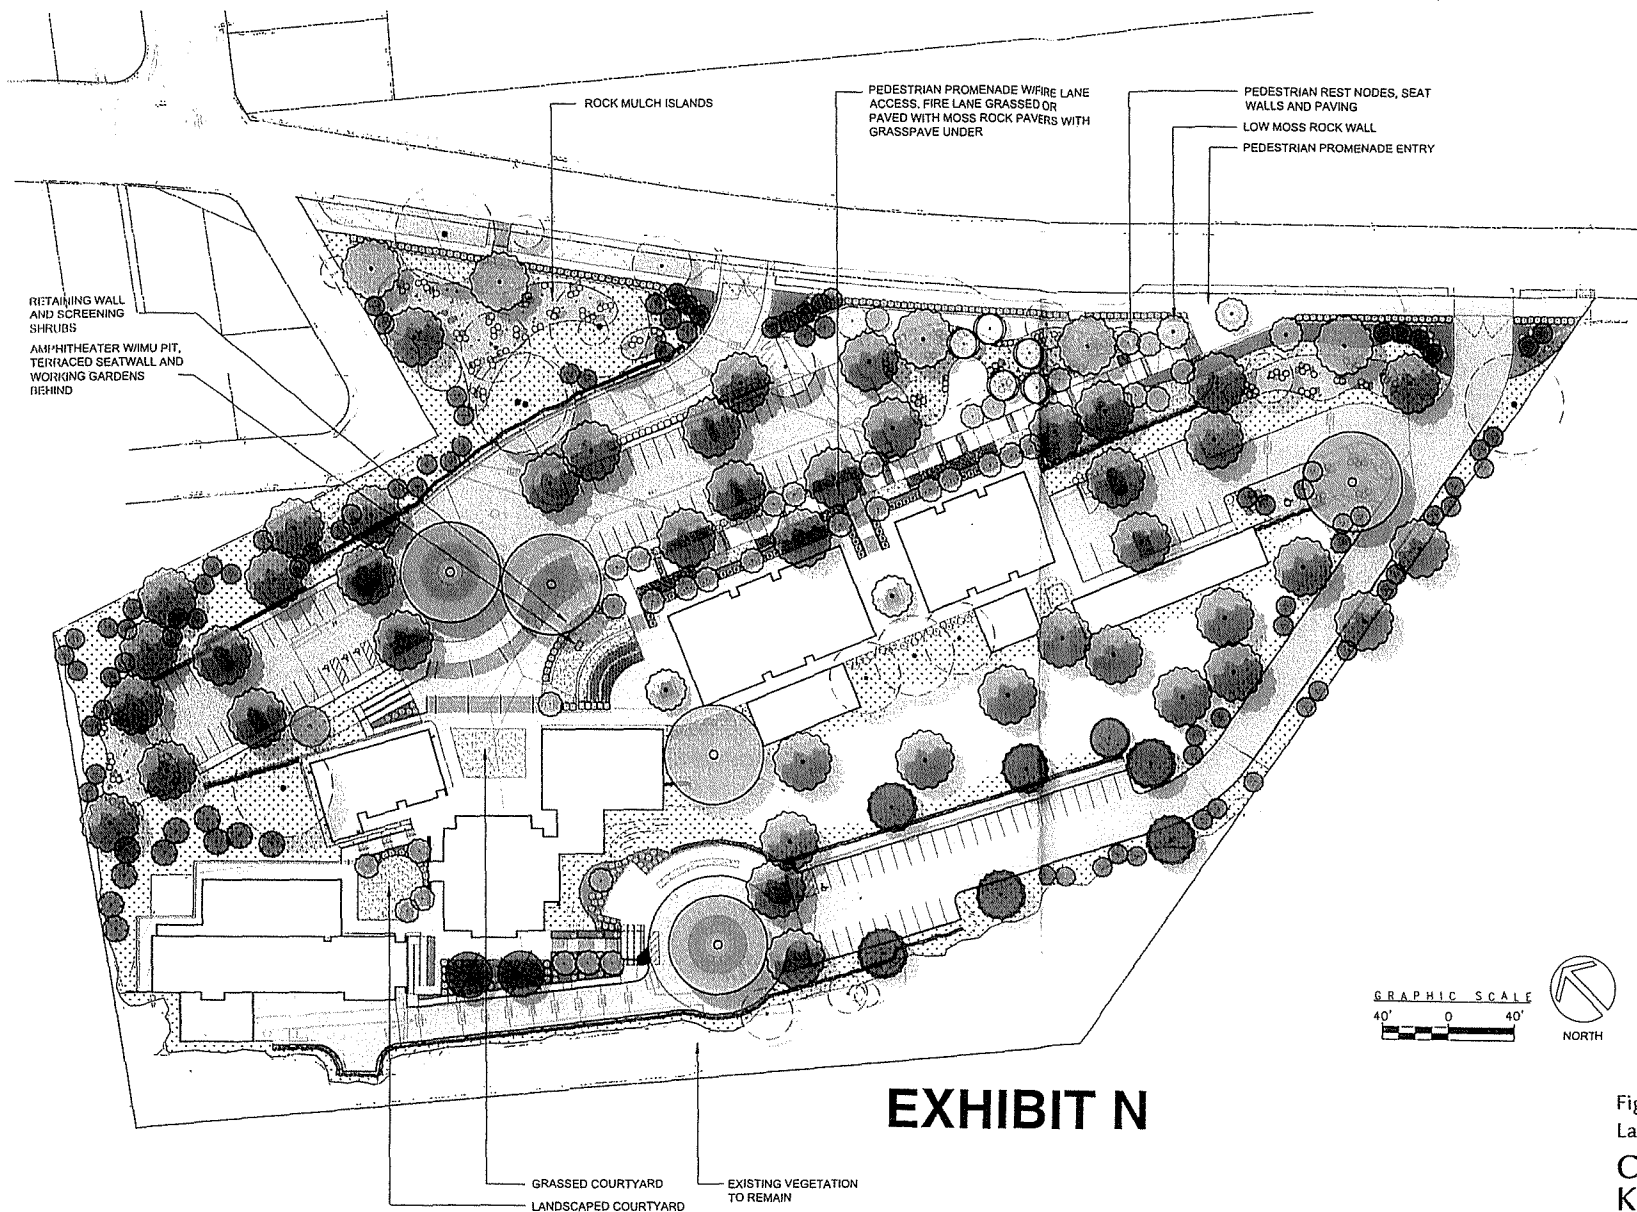 ROCK MULCH ISLANDS
PEDESTRIAN PROMENADE W/FIRE LANE
ACCESS. FIRE LANE GRASSED OR
PAVED WITH MOSS ROCK PAVERS WITH
GRASSPAVE UNDER
PEDESTRIAN REST NODES, SEAT
WALLS AND PAVING
LOW MOSS ROCK WALL
PEDESTRIAN PROMENADE ENTRY
RETAINING WALL
AND SCREENING
SHRUBS
AMPHITHEATER W/IMU PIT,
TERRACED SEATWALL AND
WORKING GARDENS
BEHIND
GRAPHIC SCALE
40' 0 40'
NORTH
EXHIBIT N
Fig
La
C
K
GRASSED COURTYARD
LANDSCAPED COURTYARD
EXISTING VEGETATION
TO REMAIN